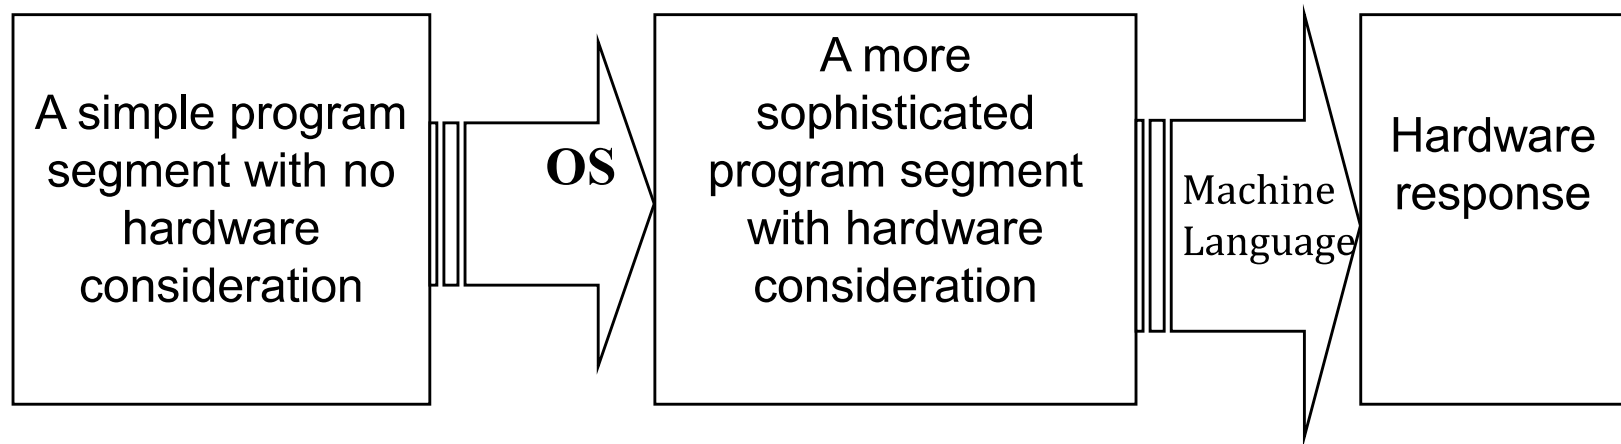 A simple program
segment with no
hardware
consideration
OS
A more
sophisticated
program segment
with hardware
consideration
Machine
Language
Hardware
response